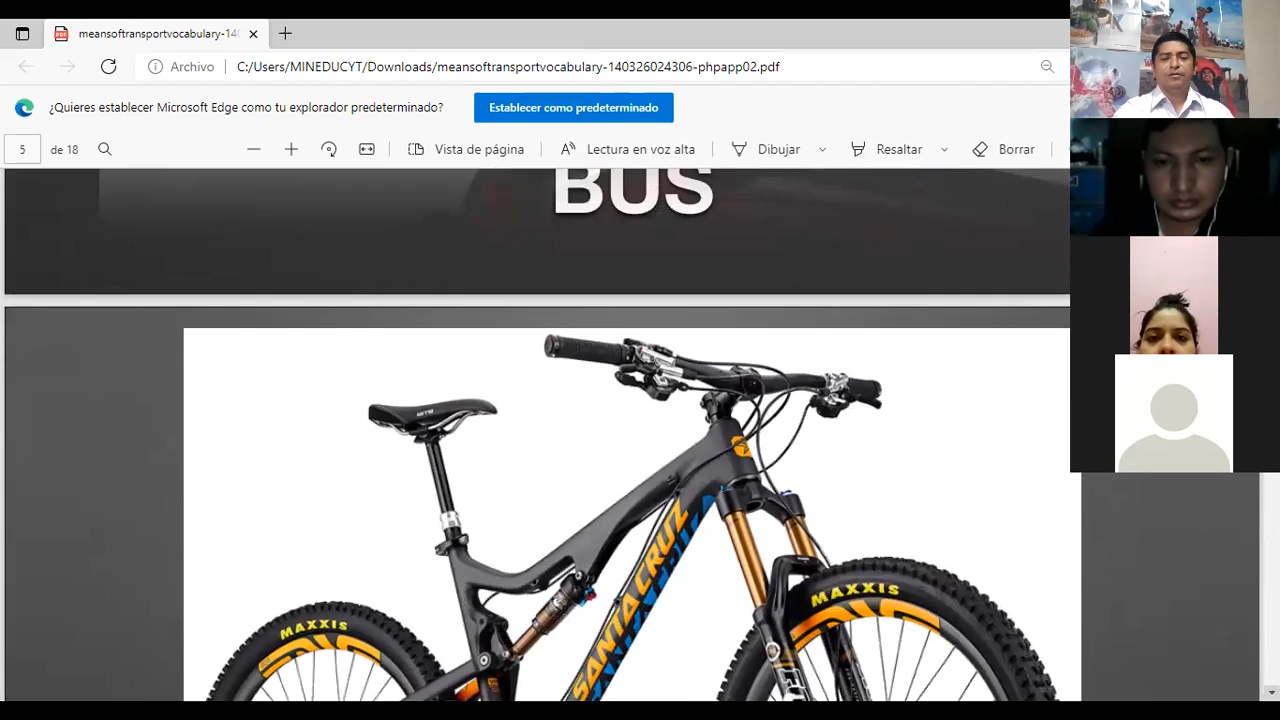 meansoftransportvocabulary-140
Archivo
C:/Users/MINEDUCYT/Downloads/meansoftransportvocabulary-140326024306-phpapp02.pdf
¿Quieres establecer Microsoft Edge como tu explorador predeterminado?
Establecer como predeterminado
5 de 18
Vista de página
Lectura en voz alta
Dibujar
Resaltar
Borrar
BUS
WTB
SANTA CRUZ
MAXXIS
MAXXIS